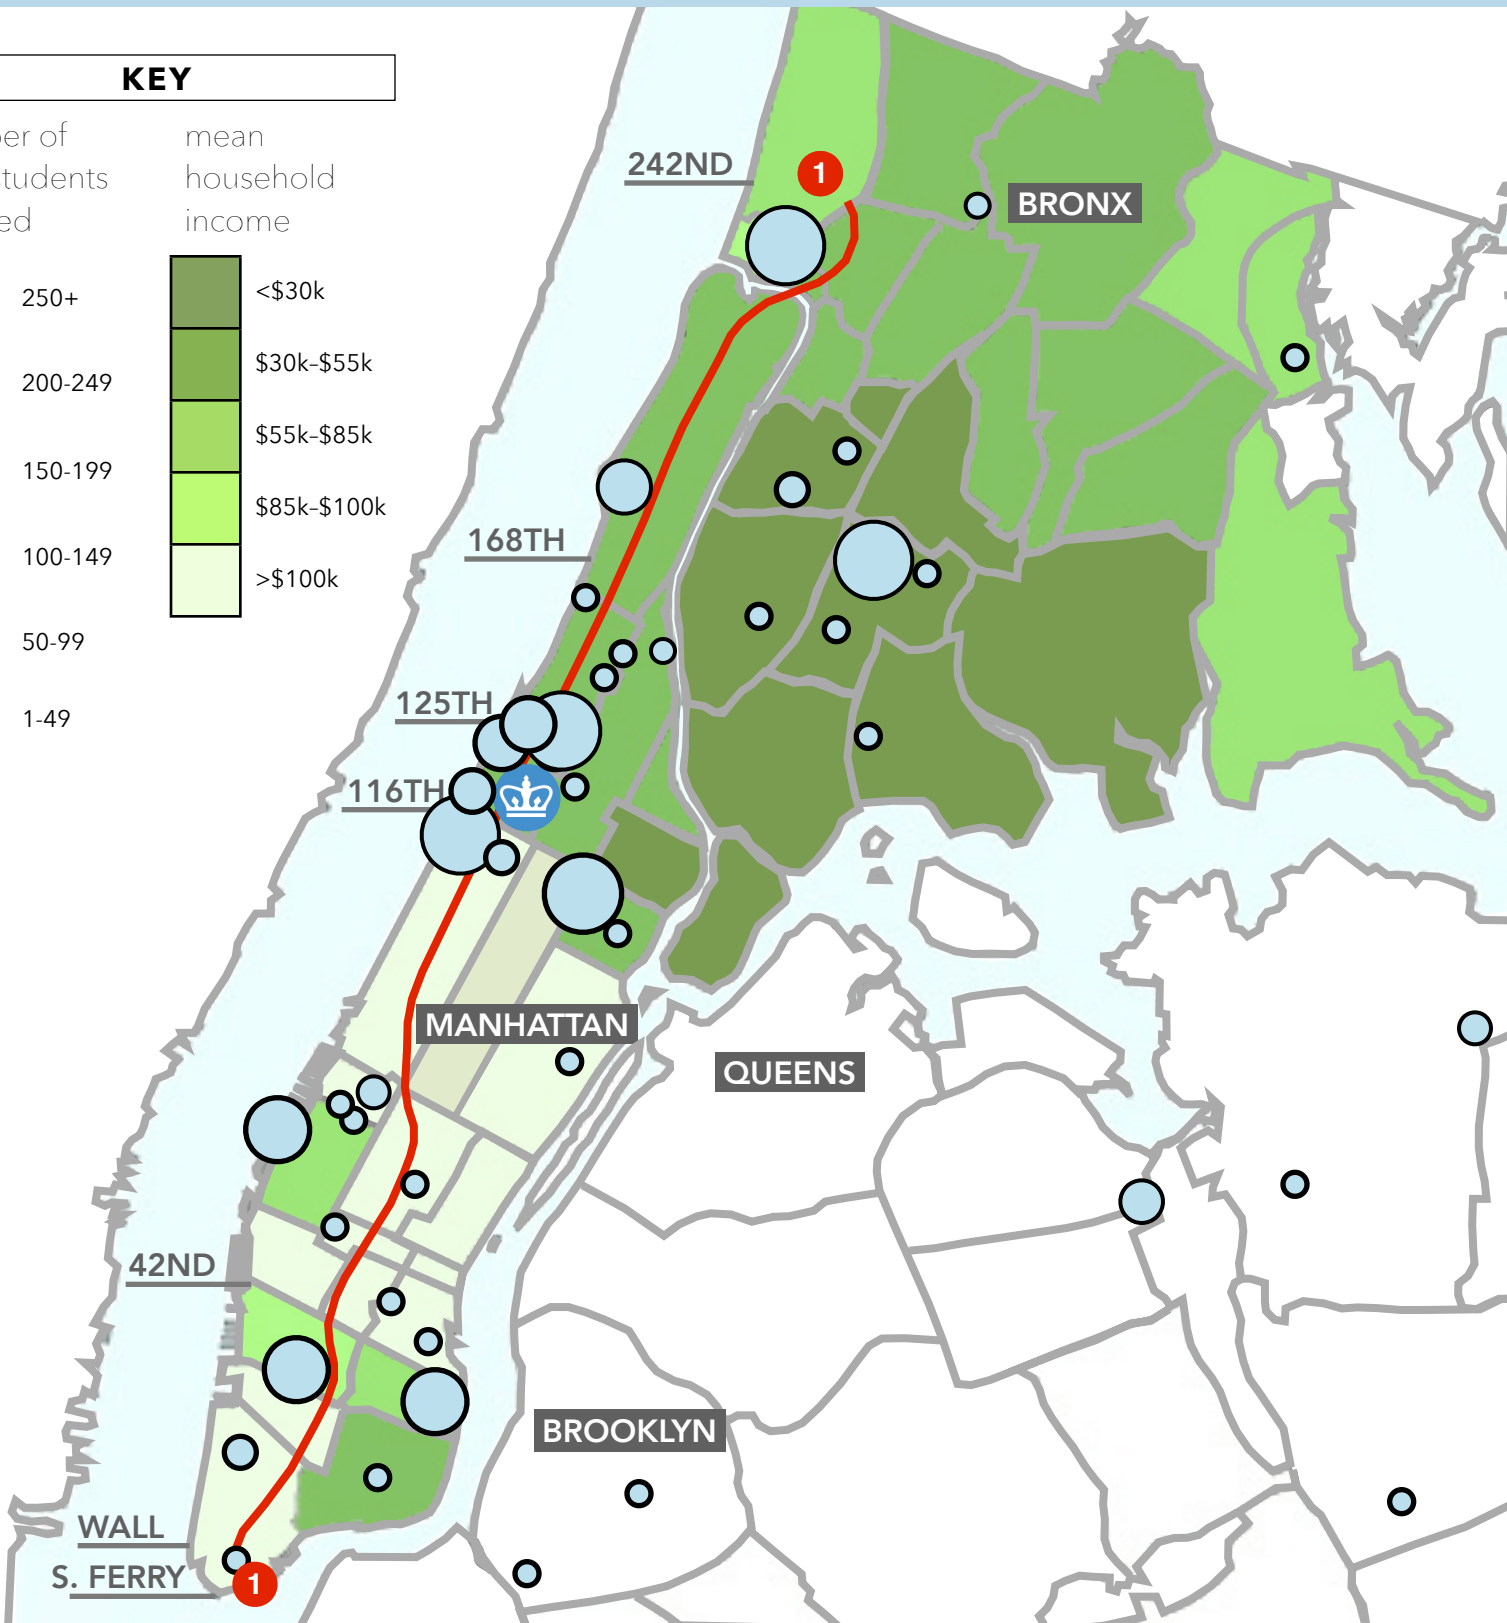 KEY
er of
mean
tudents
household
ed
income
<$30k
250+
$30k-$55k
200-249
$55k-$85k
150-199
$85k-$100k
100-149
>$100k
50-99
1-49
242ND
1
BRONX
168TH
125TH
116TH
MANHATTAN
QUEENS
42ND
BROOKLYN
WALL
S. FERRY
1